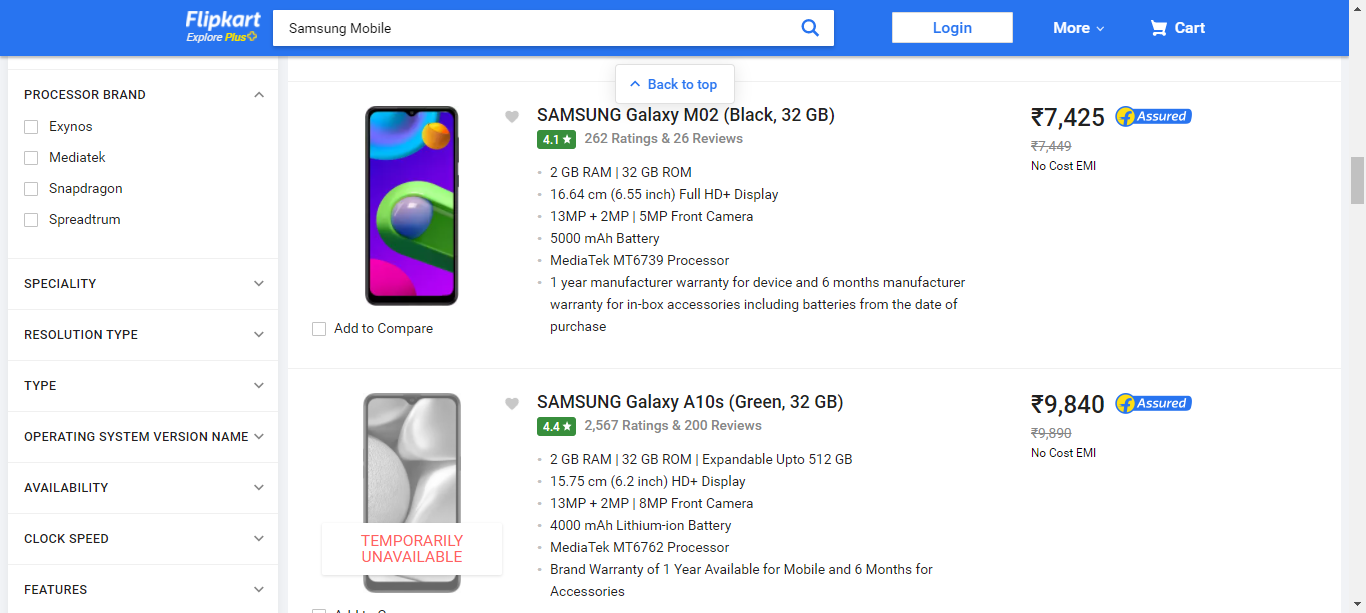 Flipkart
Explore Plus
Samsung Mobile
Login
More
Cart
Back to top
PROCESSOR BRAND
Exynos
Mediatek
Snapdragon
Spreadtrum
SPECIALITY
RESOLUTION TYPE
TYPE
OPERATING SYSTEM VERSION NAME
AVAILABILITY
CLOCK SPEED
FEATURES
SAMSUNG Galaxy M02 (Black, 32 GB)
4.1★ 262 Ratings & 26 Reviews
• 2 GB RAM | 32 GB ROM
• 16.64 cm (6.55 inch) Full HD+ Display
• 13MP + 2MP | 5MP Front Camera
• 5000 mAh Battery
• MediaTek MT6739 Processor
• 1 year manufacturer warranty for device and 6 months manufacturer
warranty for in-box accessories including batteries from the date of
purchase
Add to Compare
₹7,425 Assured
₹7,449
No Cost EMI
SAMSUNG Galaxy A10s (Green, 32 GB)
4.4★ 2,567 Ratings & 200 Reviews
• 2 GB RAM | 32 GB ROM | Expandable Upto 512 GB
• 15.75 cm (6.2 inch) HD+ Display
• 13MP + 2MP | 8MP Front Camera
• 4000 mAh Lithium-ion Battery
• MediaTek MT6762 Processor
• Brand Warranty of 1 Year Available for Mobile and 6 Months for
Accessories
TEMPORARILY
UNAVAILABLE
₹9,840 Assured
₹9,890
No Cost EMI